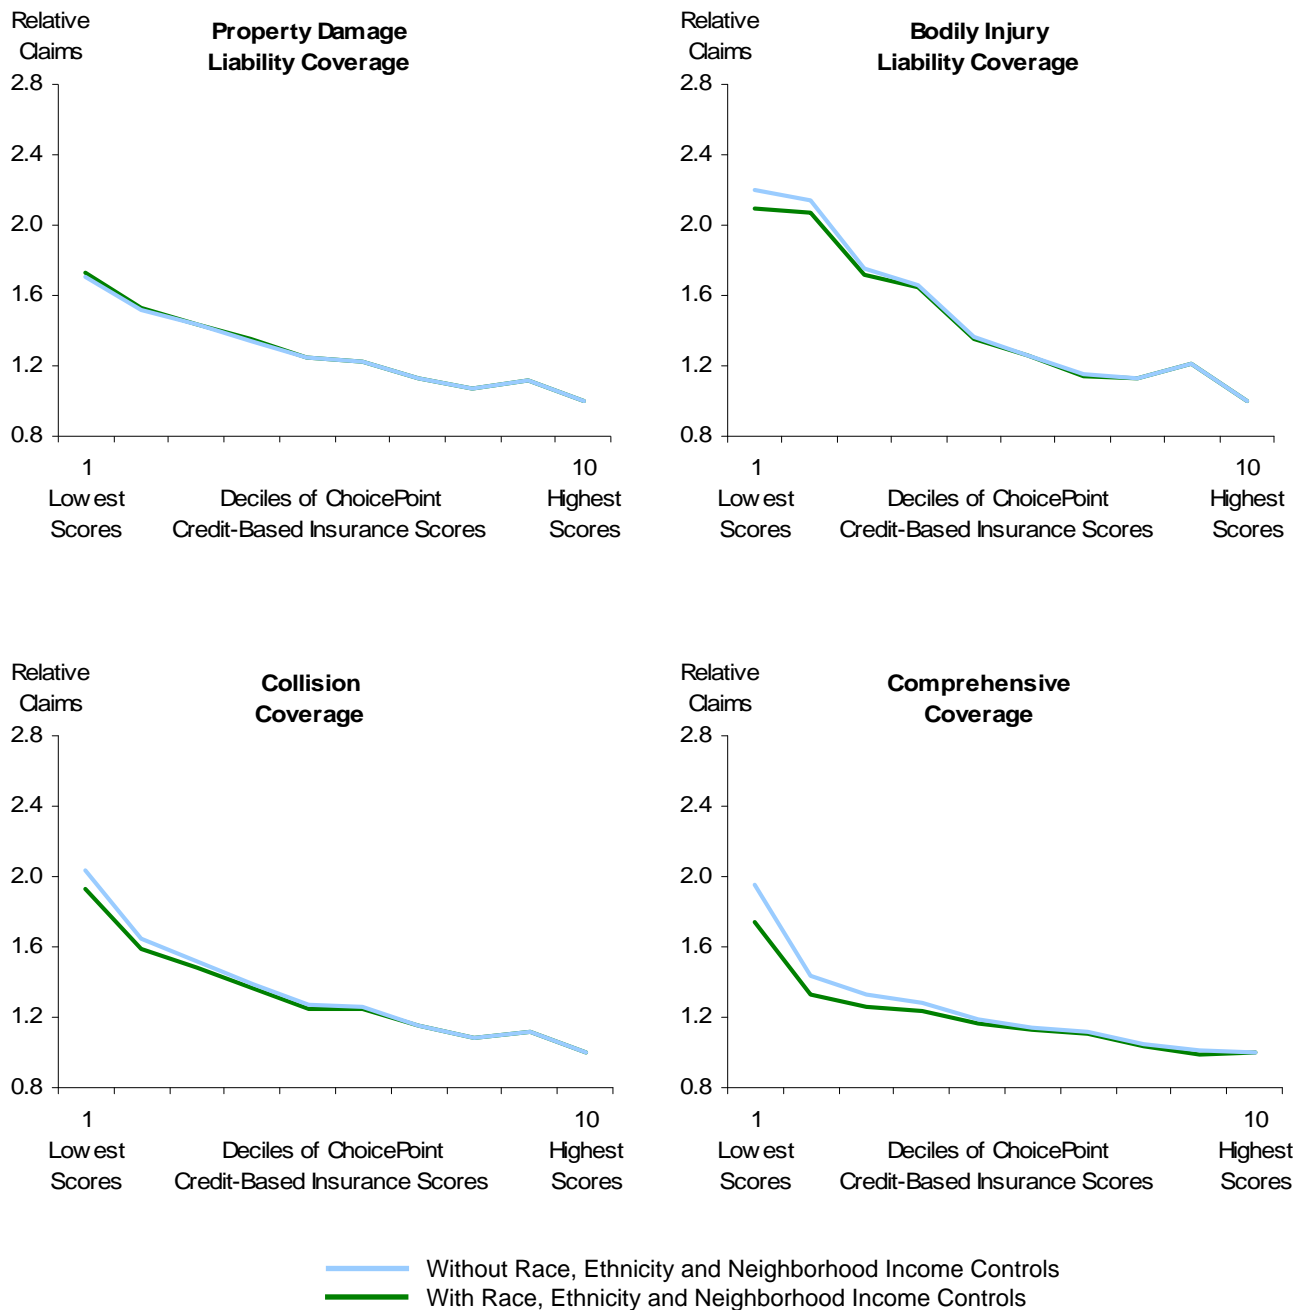 Relative
Claims
Property Damage
Liability Coverage
2.8
2.4
2.0
1.6
1.2
0.8
1
10
Lowest
Scores
Deciles of ChoicePoint
Credit-Based Insurance Scores
Highest
Scores
Relative
Claims
Bodily Injury
Liability Coverage
2.8
2.4
2.0
1.6
1.2
0.8
1
10
Lowest
Scores
Deciles of ChoicePoint
Credit-Based Insurance Scores
Highest
Scores
Relative
Claims
Collision
Coverage
2.8
2.4
2.0
1.6
1.2
0.8
1
10
Lowest
Scores
Deciles of ChoicePoint
Credit-Based Insurance Scores
Highest
Scores
Relative
Claims
Comprehensive
Coverage
2.8
2.4
2.0
1.6
1.2
0.8
1
10
Lowest
Scores
Deciles of ChoicePoint
Credit-Based Insurance Scores
Highest
Scores
Without Race, Ethnicity and Neighborhood Income Controls
With Race, Ethnicity and Neighborhood Income Controls